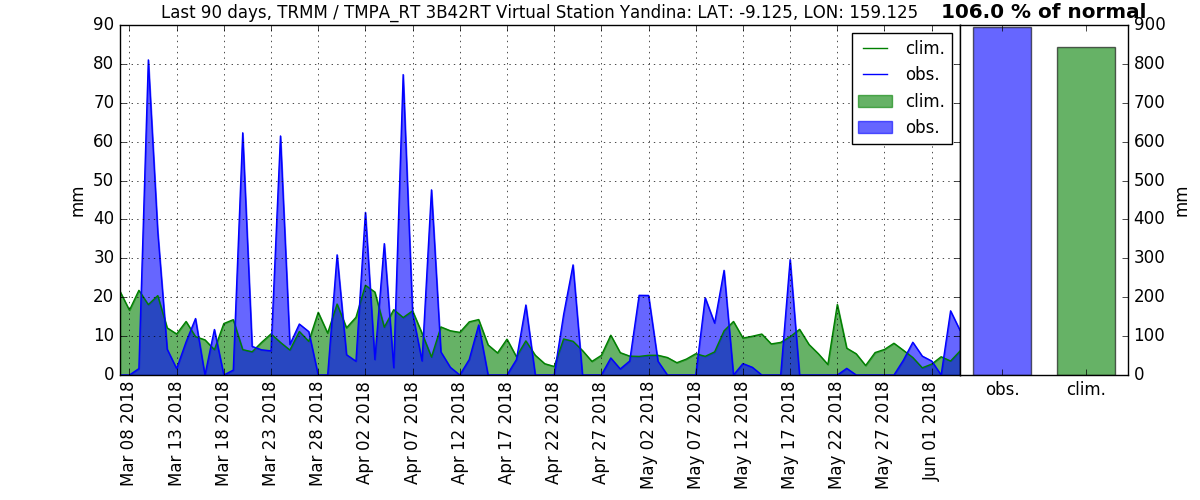 Last 90 days, TRMM / TMPA_RT 3B42RT Virtual Station Yandina: LAT: -9.125, LON: 159.125
106.0 % of normal
90
80
70
60
50
40
30
20
10
0
mm
clim.
obs.
clim.
obs.
900
800
700
600
500
400
300
200
100
0
mm
obs.
clim.
Mar 08 2018
Mar 13 2018
Mar 18 2018
Mar 23 2018
Mar 28 2018
Apr 02 2018
Apr 07 2018
Apr 12 2018
Apr 17 2018
Apr 22 2018
Apr 27 2018
May 02 2018
May 07 2018
May 12 2018
May 17 2018
May 22 2018
May 27 2018
Jun 01 2018